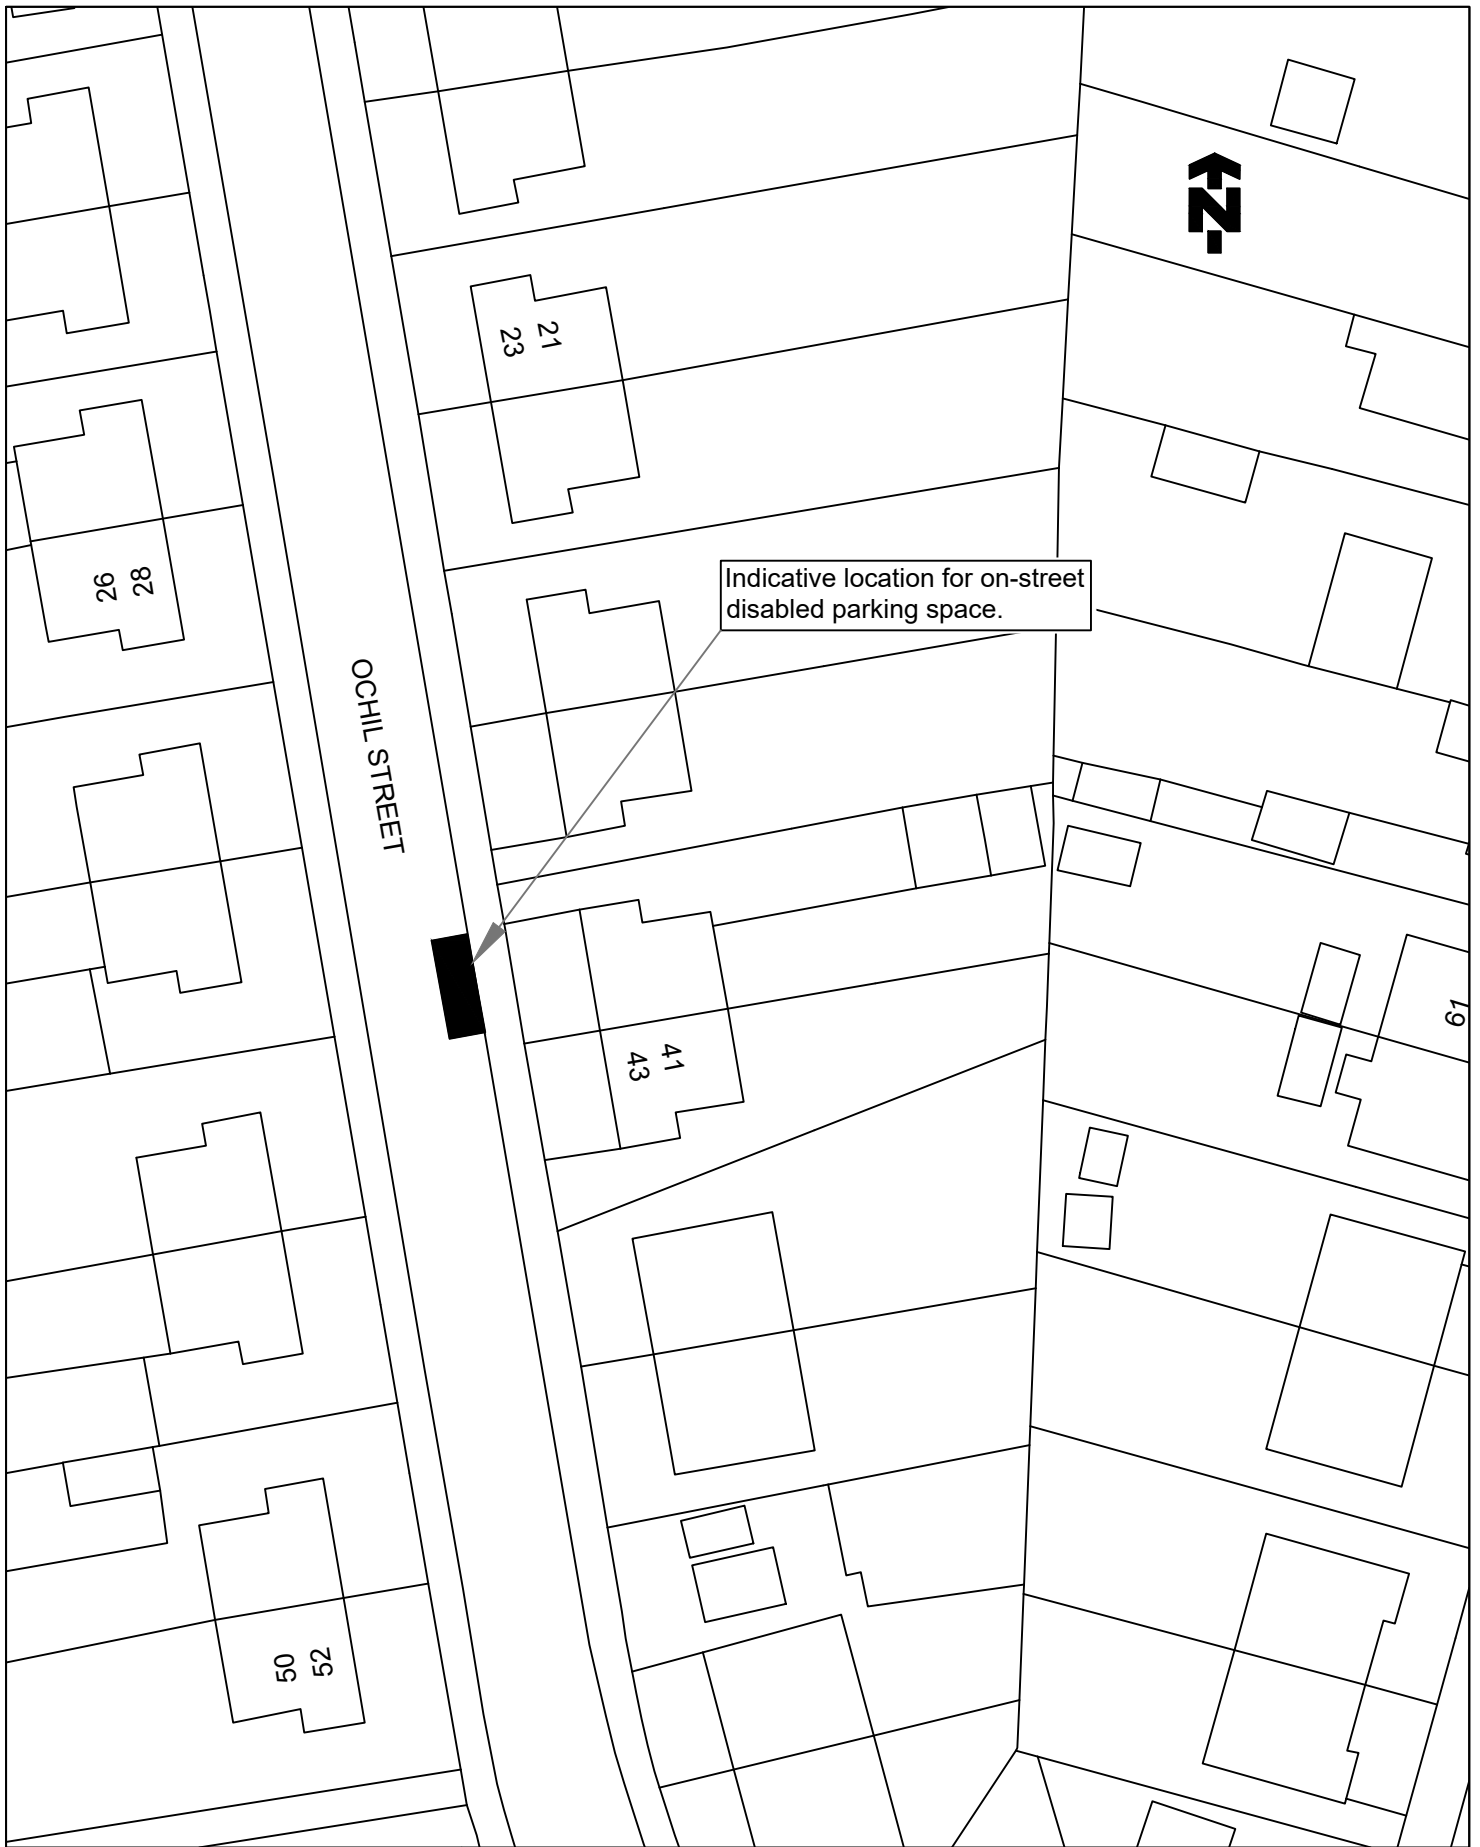 N
21
23
Indicative location for on-street
disabled parking space.
26
28
OCHIL STREET
61
41
43
50
52